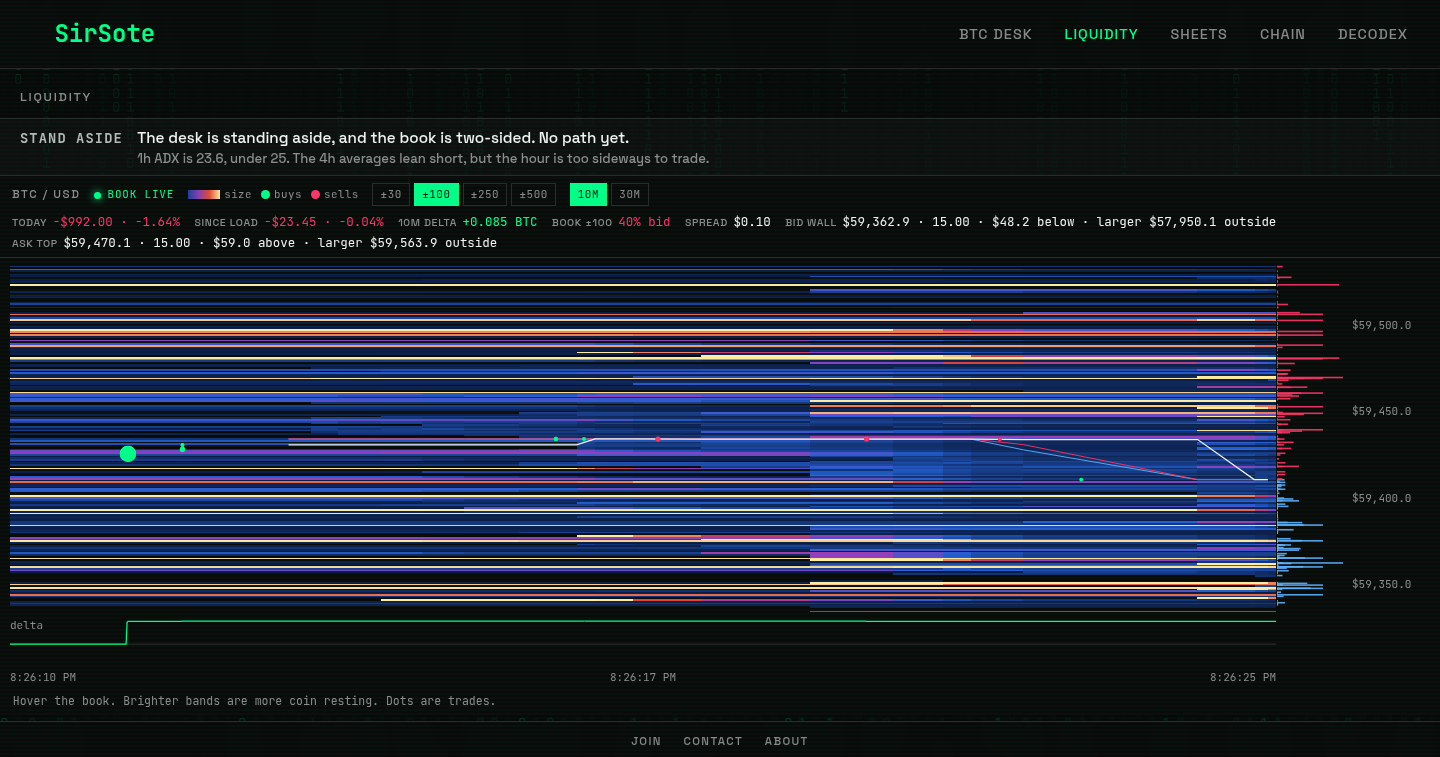 SirSote
BTC DESK LIQUIDITY SHEETS CHAIN DECODEX
LIQUIDITY
STAND ASIDE The desk is standing aside, and the book is two-sided. No path yet.
1h ADX is 23.6, under 25. The 4h averages lean short, but the hour is too sideways to trade.
BTC / USD BOOK LIVE size buys sells ±30 ±100 ±250 ±500 10M 30M
TODAY -$992.00 · -1.64% SINCE LOAD -$23.45 · -0.04% 10M DELTA +0.085 BTC BOOK ±100 40% bid SPREAD $0.10 BID WALL $59,362.9 · 15.00 · $48.2 below · larger $57,950.1 outside
ASK TOP $59,470.1 · 15.00 · $59.0 above · larger $59,563.9 outside
$59,500.0
$59,450.0
$59,400.0
$59,350.0
delta
8:26:10 PM 8:26:17 PM 8:26:25 PM
Hover the book. Brighter bands are more coin resting. Dots are trades.
JOIN CONTACT ABOUT